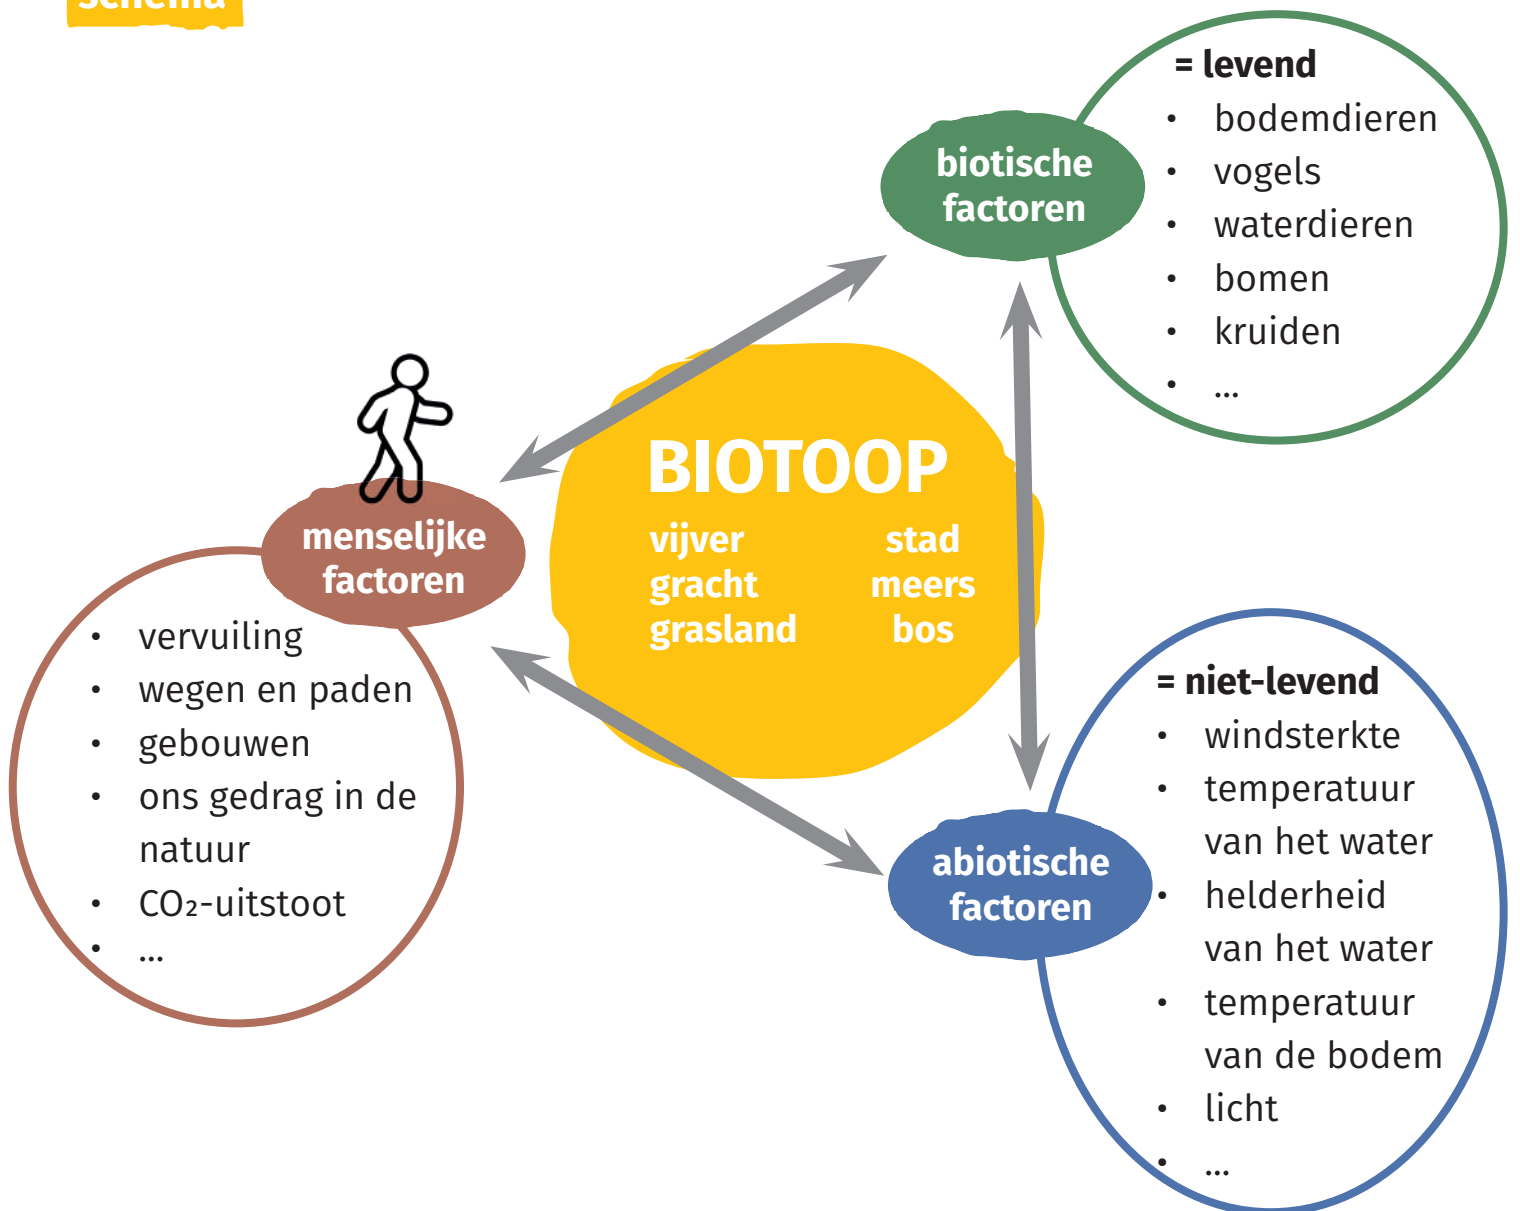 schema
= levend
• bodemdieren
• vogels
• waterdieren
• bomen
• kruiden
• ...
biotische
factoren
BIOTOOP
vijver stad
gracht meers
grasland bos
menselijke
factoren
• vervuiling
• wegen en paden
• gebouwen
• ons gedrag in de
natuur
• CO₂-uitstoot
• ...
abiotische
factoren
= niet-levend
• windsterkte
• temperatuur
van het water
• helderheid
van het water
• temperatuur
van de bodem
• licht
• ...